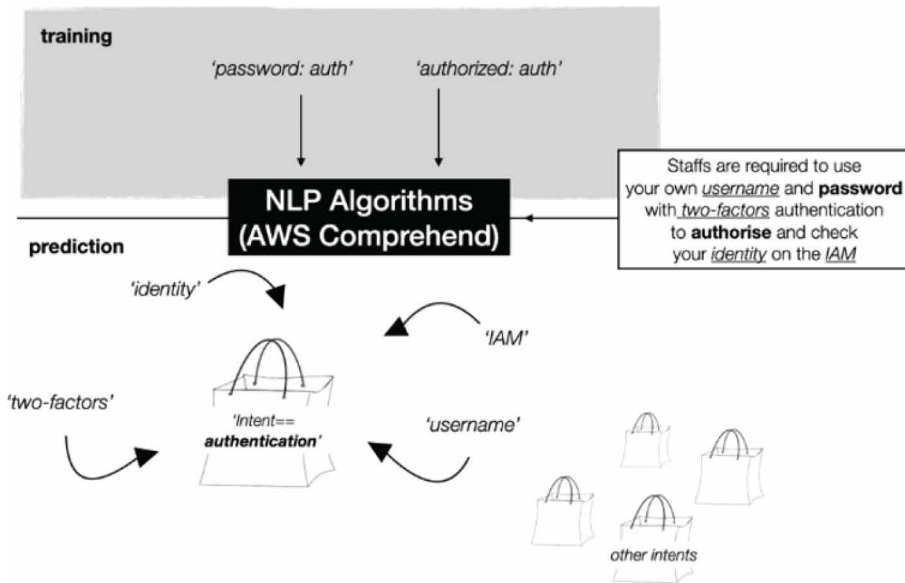 training
'password: auth'
'authorized: auth'
NLP Algorithms
(AWS Comprehend)
Staffs are required to use
your own username and password
with two-factors authentication
to authorise and check
your identity on the IAM
prediction
'identity'
'IAM'
'two-factors'
'Intent==
authentication'
'username'
other intents